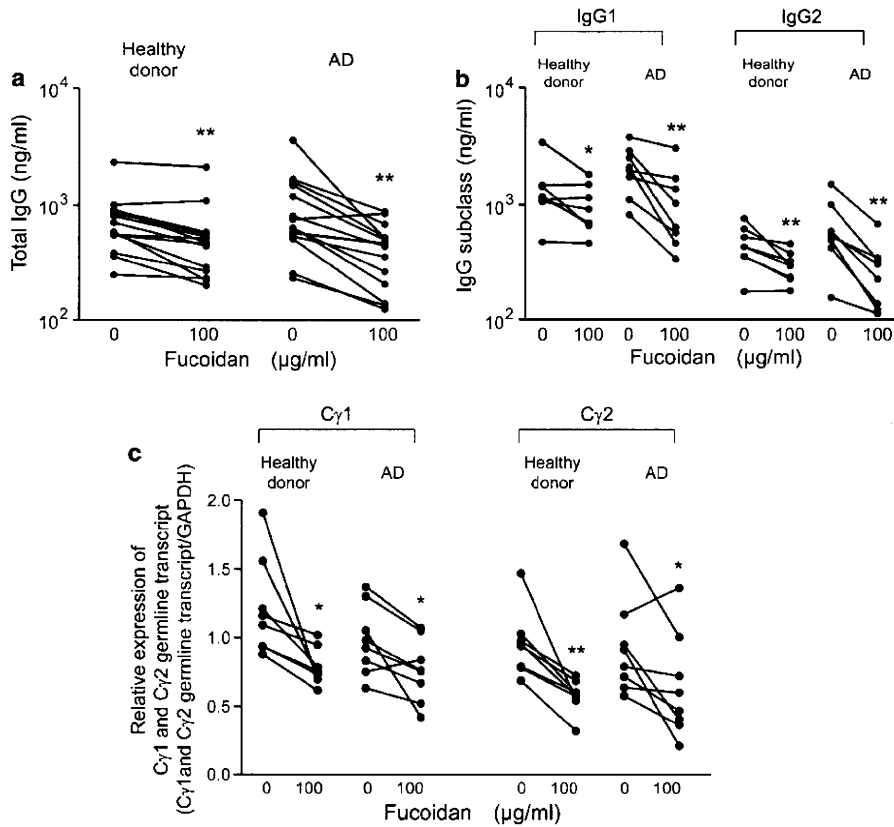 a
Healthy
donor
AD
Total IgG (ng/ml)
10⁴
10³
10²
**
**
0 100 0 100
Fucoidan (μg/ml)
b
IgG1 IgG2
Healthy
donor
AD
Healthy
donor
AD
IgG subclass (ng/ml)
10⁴
10³
10²
*
**
**
**
0 100 0 100 0 100 0 100
Fucoidan (μg/ml)
c
Cγ1 Cγ2
Healthy
donor
AD
Healthy
donor
AD
Relative expression of
Cγ1 and Cγ2 germline transcript
(Cγ1and Cγ2 germline transcript/GAPDH)
2.0
1.5
1.0
0.5
0.0
*
*
**
*
0 100 0 100 0 100 0 100
Fucoidan (μg/ml)